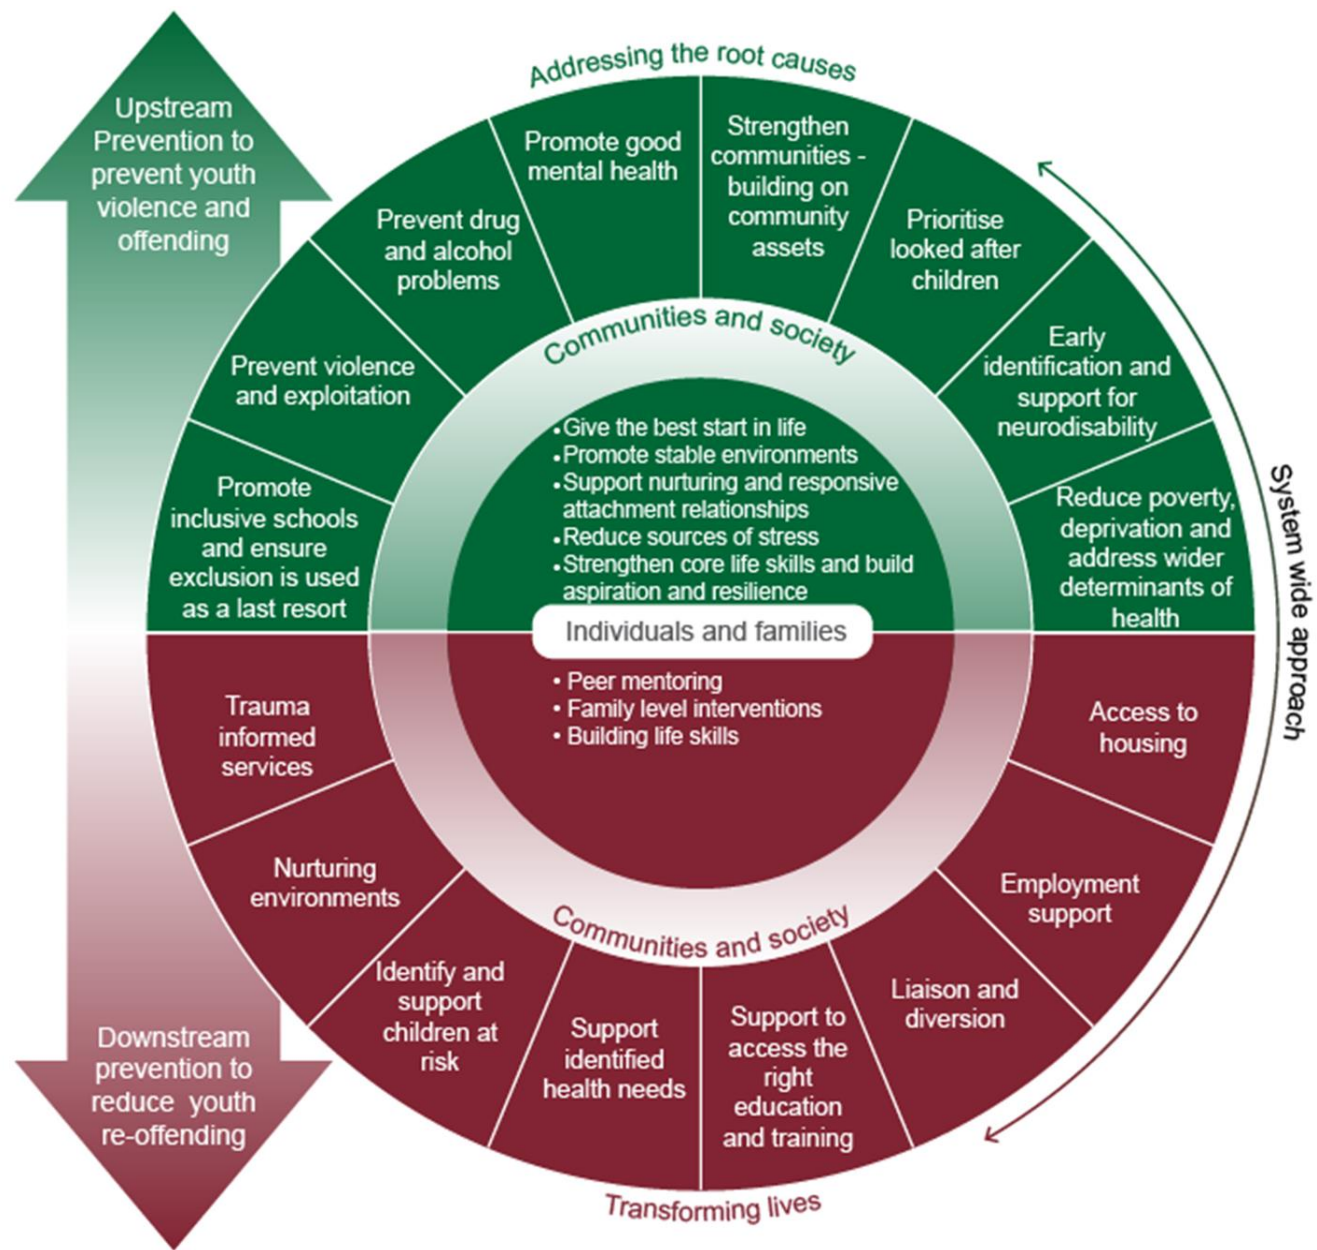 Upstream
Prevention to
prevent youth
violence and
offending
Downstream
prevention to
reduce youth
re-offending
Addressing the root causes
Promote
inclusive schools
and ensure
exclusion is used
as a last resort
Prevent violence
and exploitation
Prevent drug
and alcohol
problems
Promote good
mental health
Strengthen
communities -
building on
community
assets
Prioritise
looked after
children
Early
identification and
support for
neurodisability
Reduce poverty,
deprivation and
address wider
determinants of
health
Communities and society
•Give the best start in life
•Promote stable environments
•Support nurturing and responsive
attachment relationships
•Reduce sources of stress
•Strengthen core life skills and build
aspiration and resilience
Individuals and families
• Peer mentoring
• Family level interventions
• Building life skills
Communities and society
Trauma
informed
services
Nurturing
environments
Identify and
support
children at
risk
Support
identified
health needs
Support to
access the
right
education
and training
Liaison and
diversion
Employment
support
Access to
housing
Transforming lives
System wide approach